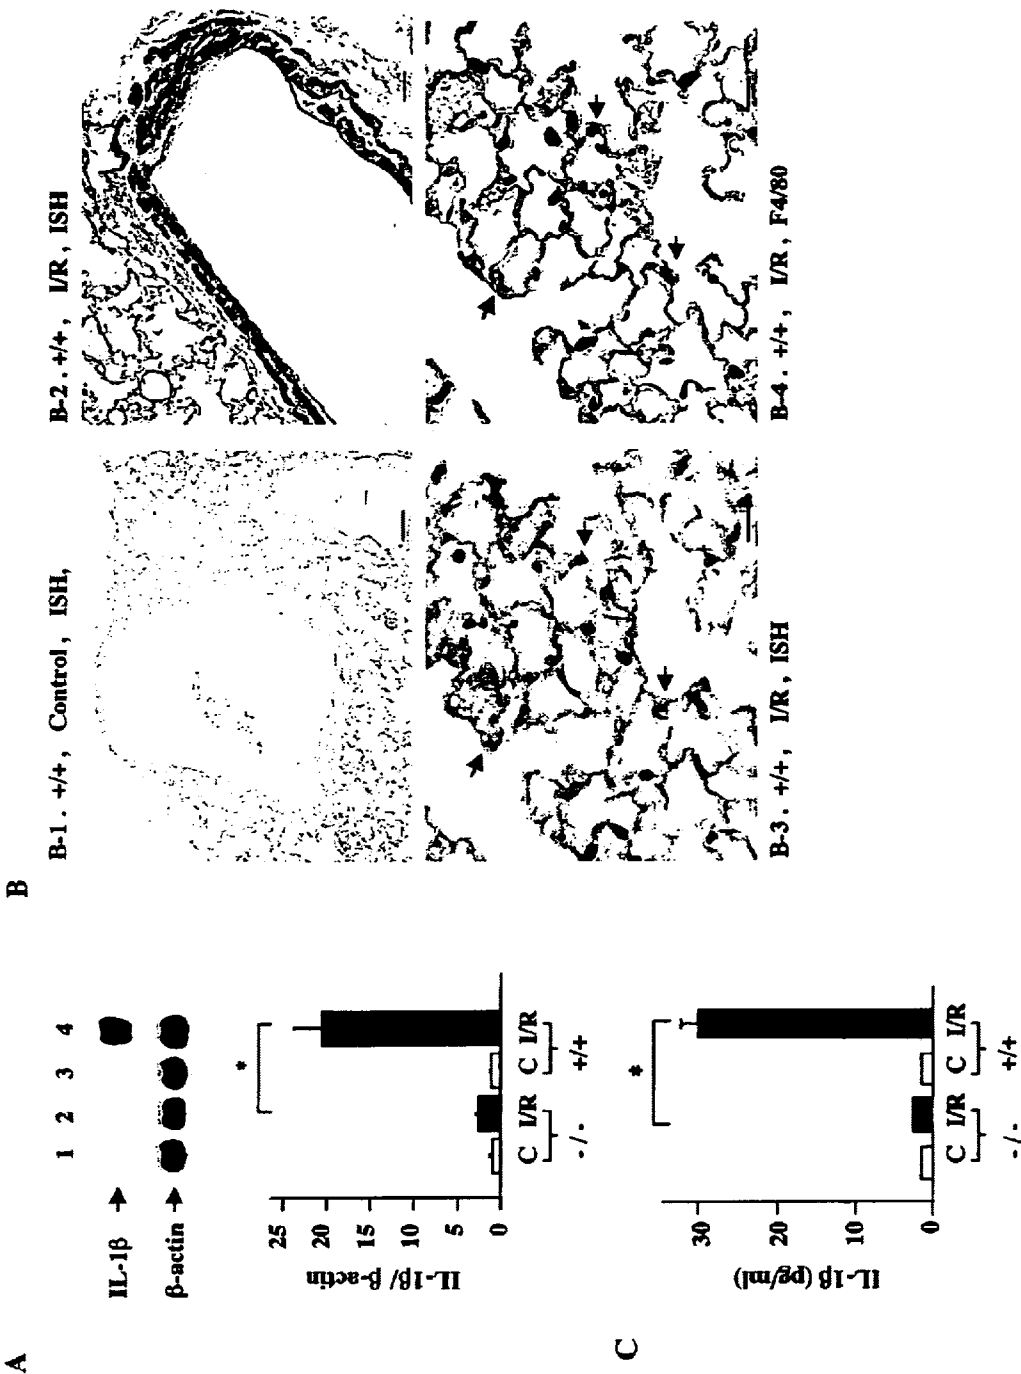 A
1 2 3 4
IL-1β
β-actin
25
20
15
10
5
0
IL-1β/ β-actin
*
C I/R C I/R
-/- +/+
B
B-1. +/+, Control, ISH,
B-2. +/+, I/R, ISH
B-3. +/+, I/R, ISH
B-4. +/+, I/R, F4/80
C
30
20
10
0
IL-1β (pg/ml)
*
C I/R C I/R
-/- +/+